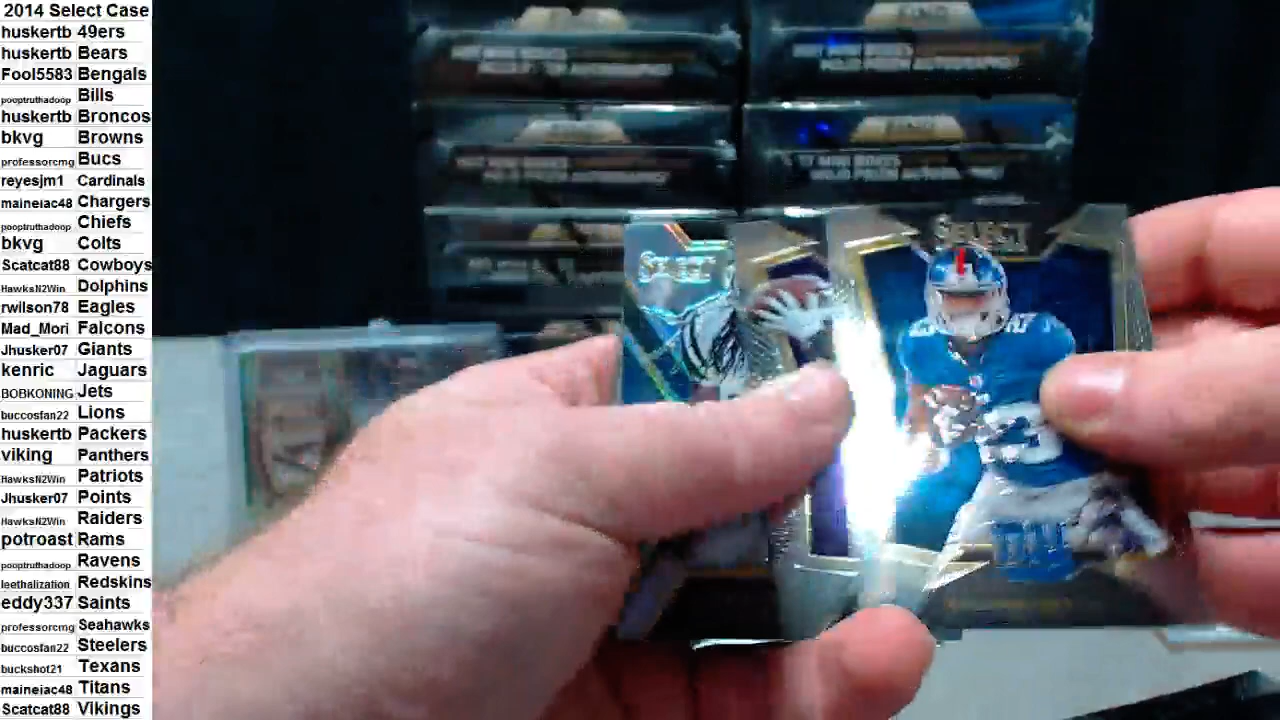 2014 Select Case
huskertb 49ers
huskertb Bears
Fool5583 Bengals
pooptruthadoop Bills
huskertb Broncos
bkvg Browns
professorcmg Bucs
reyesjm1 Cardinals
maineiac48 Chargers
pooptruthadoop Chiefs
bkvg Colts
Scatcat88 Cowboys
HawksN2Win Dolphins
rwilson78 Eagles
Mad_Mori Falcons
Jhusker07 Giants
kenric Jaguars
BOBKONING Jets
buccosfan22 Lions
huskertb Packers
viking Panthers
HawksN2Win Patriots
Jhusker07 Points
HawksN2Win Raiders
potroast Rams
pooptruthadoop Ravens
leethalization Redskins
eddy337 Saints
professorcmg Seahawks
buccosfan22 Steelers
buckshot21 Texans
maineiac48 Titans
Scatcat88 Vikings
SELECT
SELECT
23